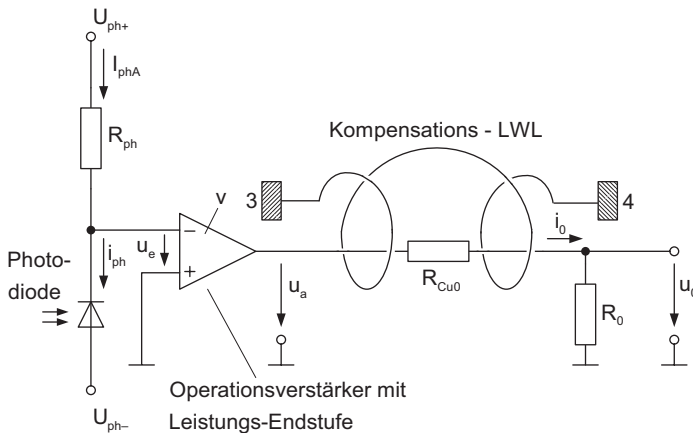 U_ph+
I_phA
R_ph
Kompensations - LWL
3
4
v
i_0
−
+
Photo-
diode
i_ph
u_e
u_a
R_Cu0
R_0
u_0
U_ph–
Operationsverstärker mit
Leistungs-Endstufe